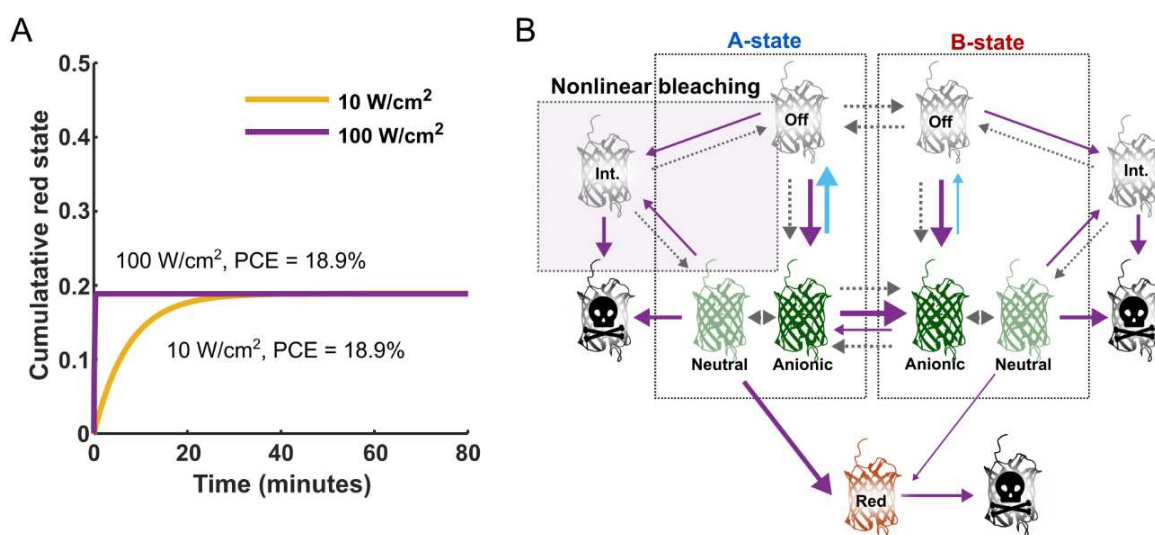 A
Cumulatative red state
0.5
0.4
0.3
0.2
0.1
0
10 W/cm²
100 W/cm²
100 W/cm², PCE = 18.9%
10 W/cm², PCE = 18.9%
0 20 40 60 80
Time (minutes)
B
A-state B-state
Nonlinear bleaching
Off Off
Int. Int.
Neutral Anionic Anionic Neutral
Red